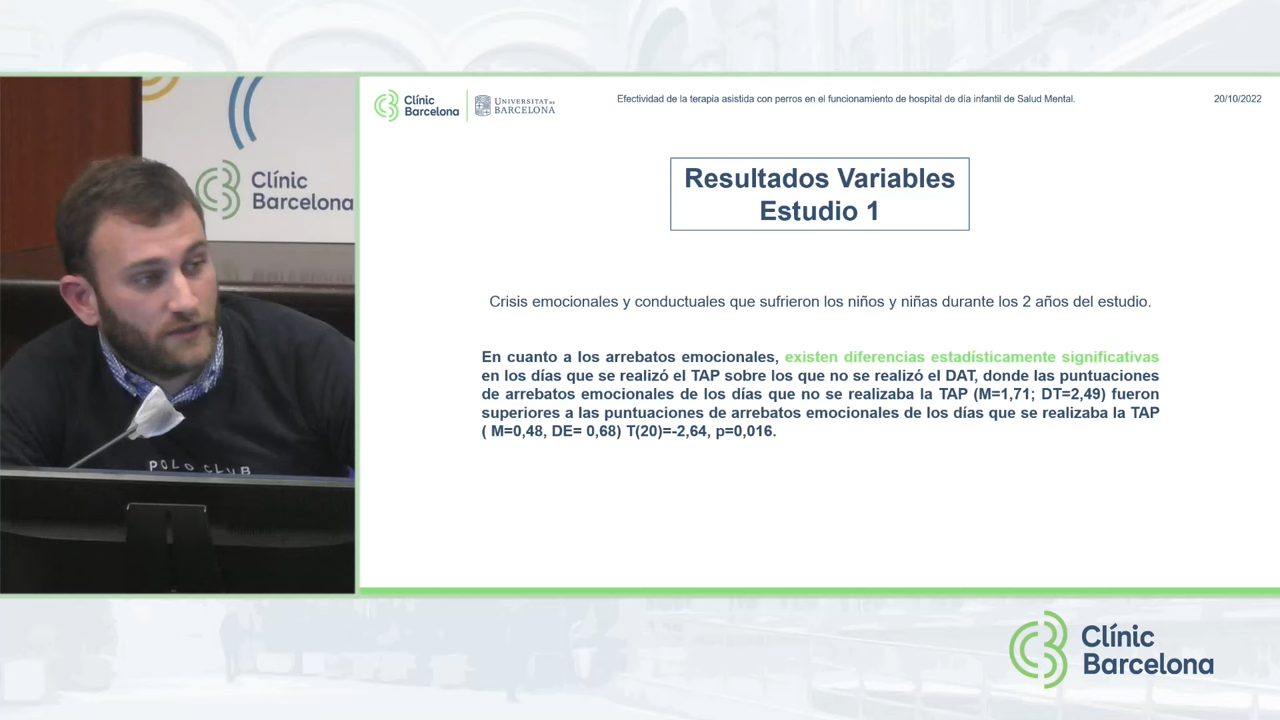 Clínic
Barcelona
UNIVERSITAT DE
BARCELONA
Efectividad de la terapia asistida con perros en el funcionamiento de hospital de día infantil de Salud Mental.
20/10/2022
Clínic
Barcelona
Resultados Variables
Estudio 1
Crisis emocionales y conductuales que sufrieron los niños y niñas durante los 2 años del estudio.
En cuanto a los arrebatos emocionales, existen diferencias estadísticamente significativas
en los días que se realizó el TAP sobre los que no se realizó el DAT, donde las puntuaciones
de arrebatos emocionales de los días que no se realizaba la TAP (M=1,71; DT=2,49) fueron
superiores a las puntuaciones de arrebatos emocionales de los días que se realizaba la TAP
( M=0,48, DE= 0,68) T(20)=-2,64, p=0,016.
POLO CLUB
Clínic
Barcelona